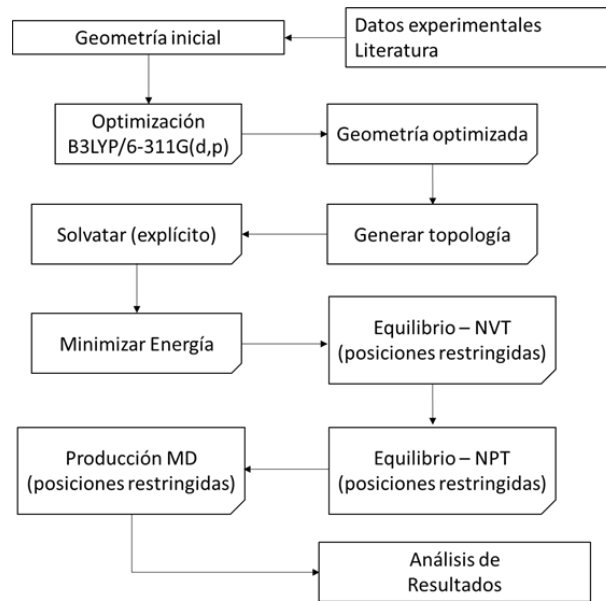 Geometría inicial
Datos experimentales
Literatura
Optimización
B3LYP/6-311G(d,p)
Geometría optimizada
Solvatar (explícito)
Generar topología
Minimizar Energía
Equilibrio – NVT
(posiciones restringidas)
Producción MD
(posiciones restringidas)
Equilibrio – NPT
(posiciones restringidas)
Análisis de
Resultados